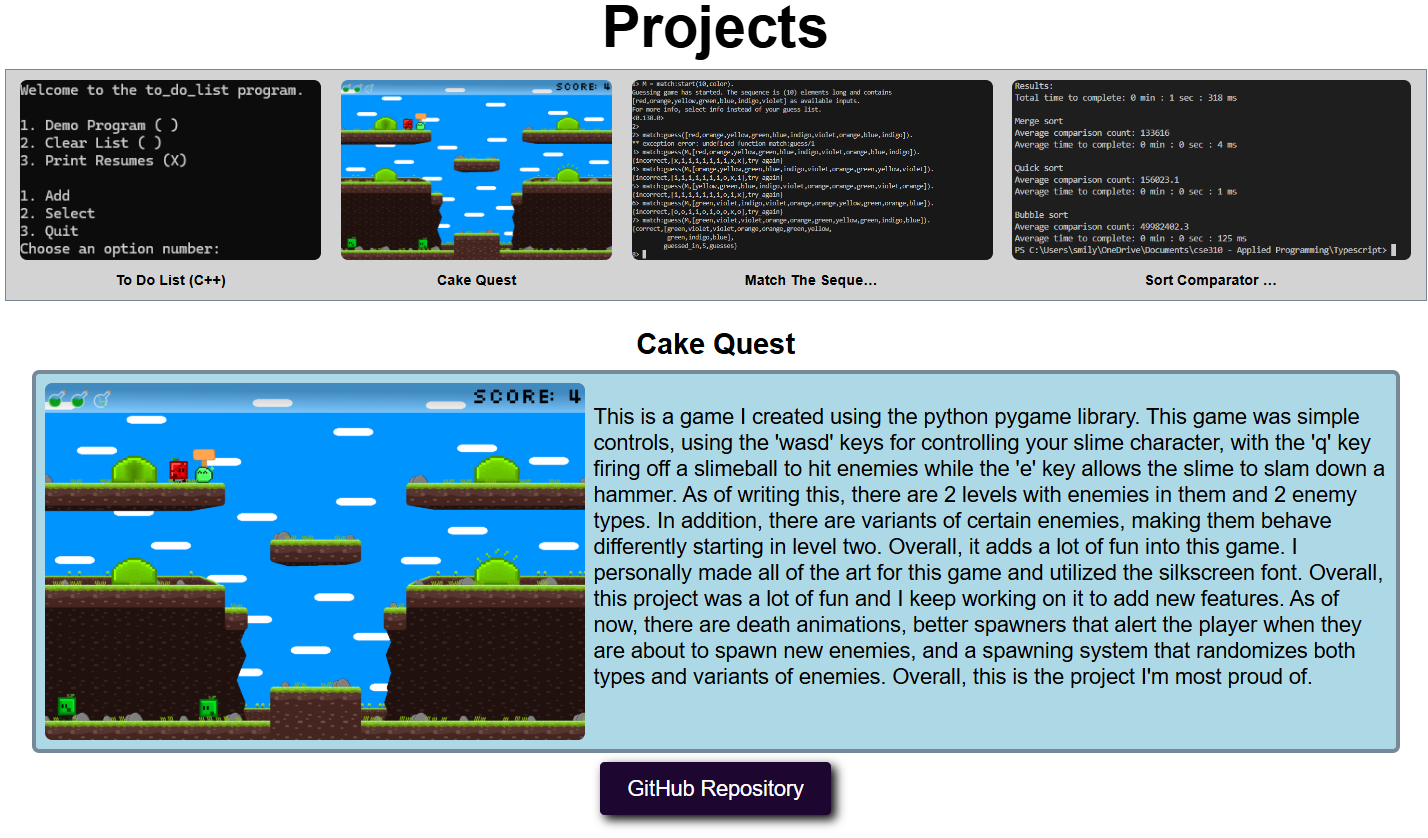 Projects
Welcome to the to_do_list program.
1. Demo Program ( )
2. Clear List ( )
3. Print Resumes (X)
1. Add
2. Select
3. Quit
Choose an option number:
To Do List (C++)
SCORE: 4
Cake Quest
1> M = match:start(10,color).
Guessing game has started. The sequence is (10) elements long and contains
[red,orange,yellow,green,blue,indigo,violet] as available inputs.
For more info, select info instead of your guess list.
<0.138.0>
2>
2> match:guess([red,orange,yellow,green,blue,indigo,violet,orange,blue,indigo]).
** exception error: undefined function match:guess/1
3> match:guess(M,[red,orange,yellow,green,blue,indigo,violet,orange,blue,indigo]).
{incorrect,[x,i,i,i,i,i,i,i,x,x],try again}
4> match:guess(M,[orange,yellow,green,blue,indigo,violet,orange,green,yellow,violet]).
{incorrect,[i,i,i,i,i,i,o,x,i],try again}
5> match:guess(M,[yellow,green,blue,indigo,violet,orange,orange,green,violet,orange]).
{incorrect,[i,i,i,i,i,i,o,i,x,i],try again}
6> match:guess(M,[green,violet,indigo,violet,orange,orange,yellow,green,orange,blue]).
{incorrect,[o,o,i,i,o,i,o,o,x,o],try again}
7> match:guess(M,[green,violet,violet,orange,orange,green,yellow,green,indigo,blue]).
{correct,[green,violet,violet,orange,orange,green,yellow,
green,indigo,blue],
guessed_in,5,guesses}
8>
Match The Seque...
Results:
Total time to complete: 0 min : 1 sec : 318 ms
Merge sort
Average comparison count: 133616
Average time to complete: 0 min : 0 sec : 4 ms
Quick sort
Average comparison count: 156023.1
Average time to complete: 0 min : 0 sec : 1 ms
Bubble sort
Average comparison count: 49982402.3
Average time to complete: 0 min : 0 sec : 125 ms
PS C:\Users\smily\OneDrive\Documents\cse310 - Applied Programming\Typescript>
Sort Comparator ...
Cake Quest
SCORE: 4
This is a game I created using the python pygame library. This game was simple
controls, using the 'wasd' keys for controlling your slime character, with the 'q' key
firing off a slimeball to hit enemies while the 'e' key allows the slime to slam down a
hammer. As of writing this, there are 2 levels with enemies in them and 2 enemy
types. In addition, there are variants of certain enemies, making them behave
differently starting in level two. Overall, it adds a lot of fun into this game. I
personally made all of the art for this game and utilized the silkscreen font. Overall,
this project was a lot of fun and I keep working on it to add new features. As of
now, there are death animations, better spawners that alert the player when they
are about to spawn new enemies, and a spawning system that randomizes both
types and variants of enemies. Overall, this is the project I'm most proud of.
GitHub Repository